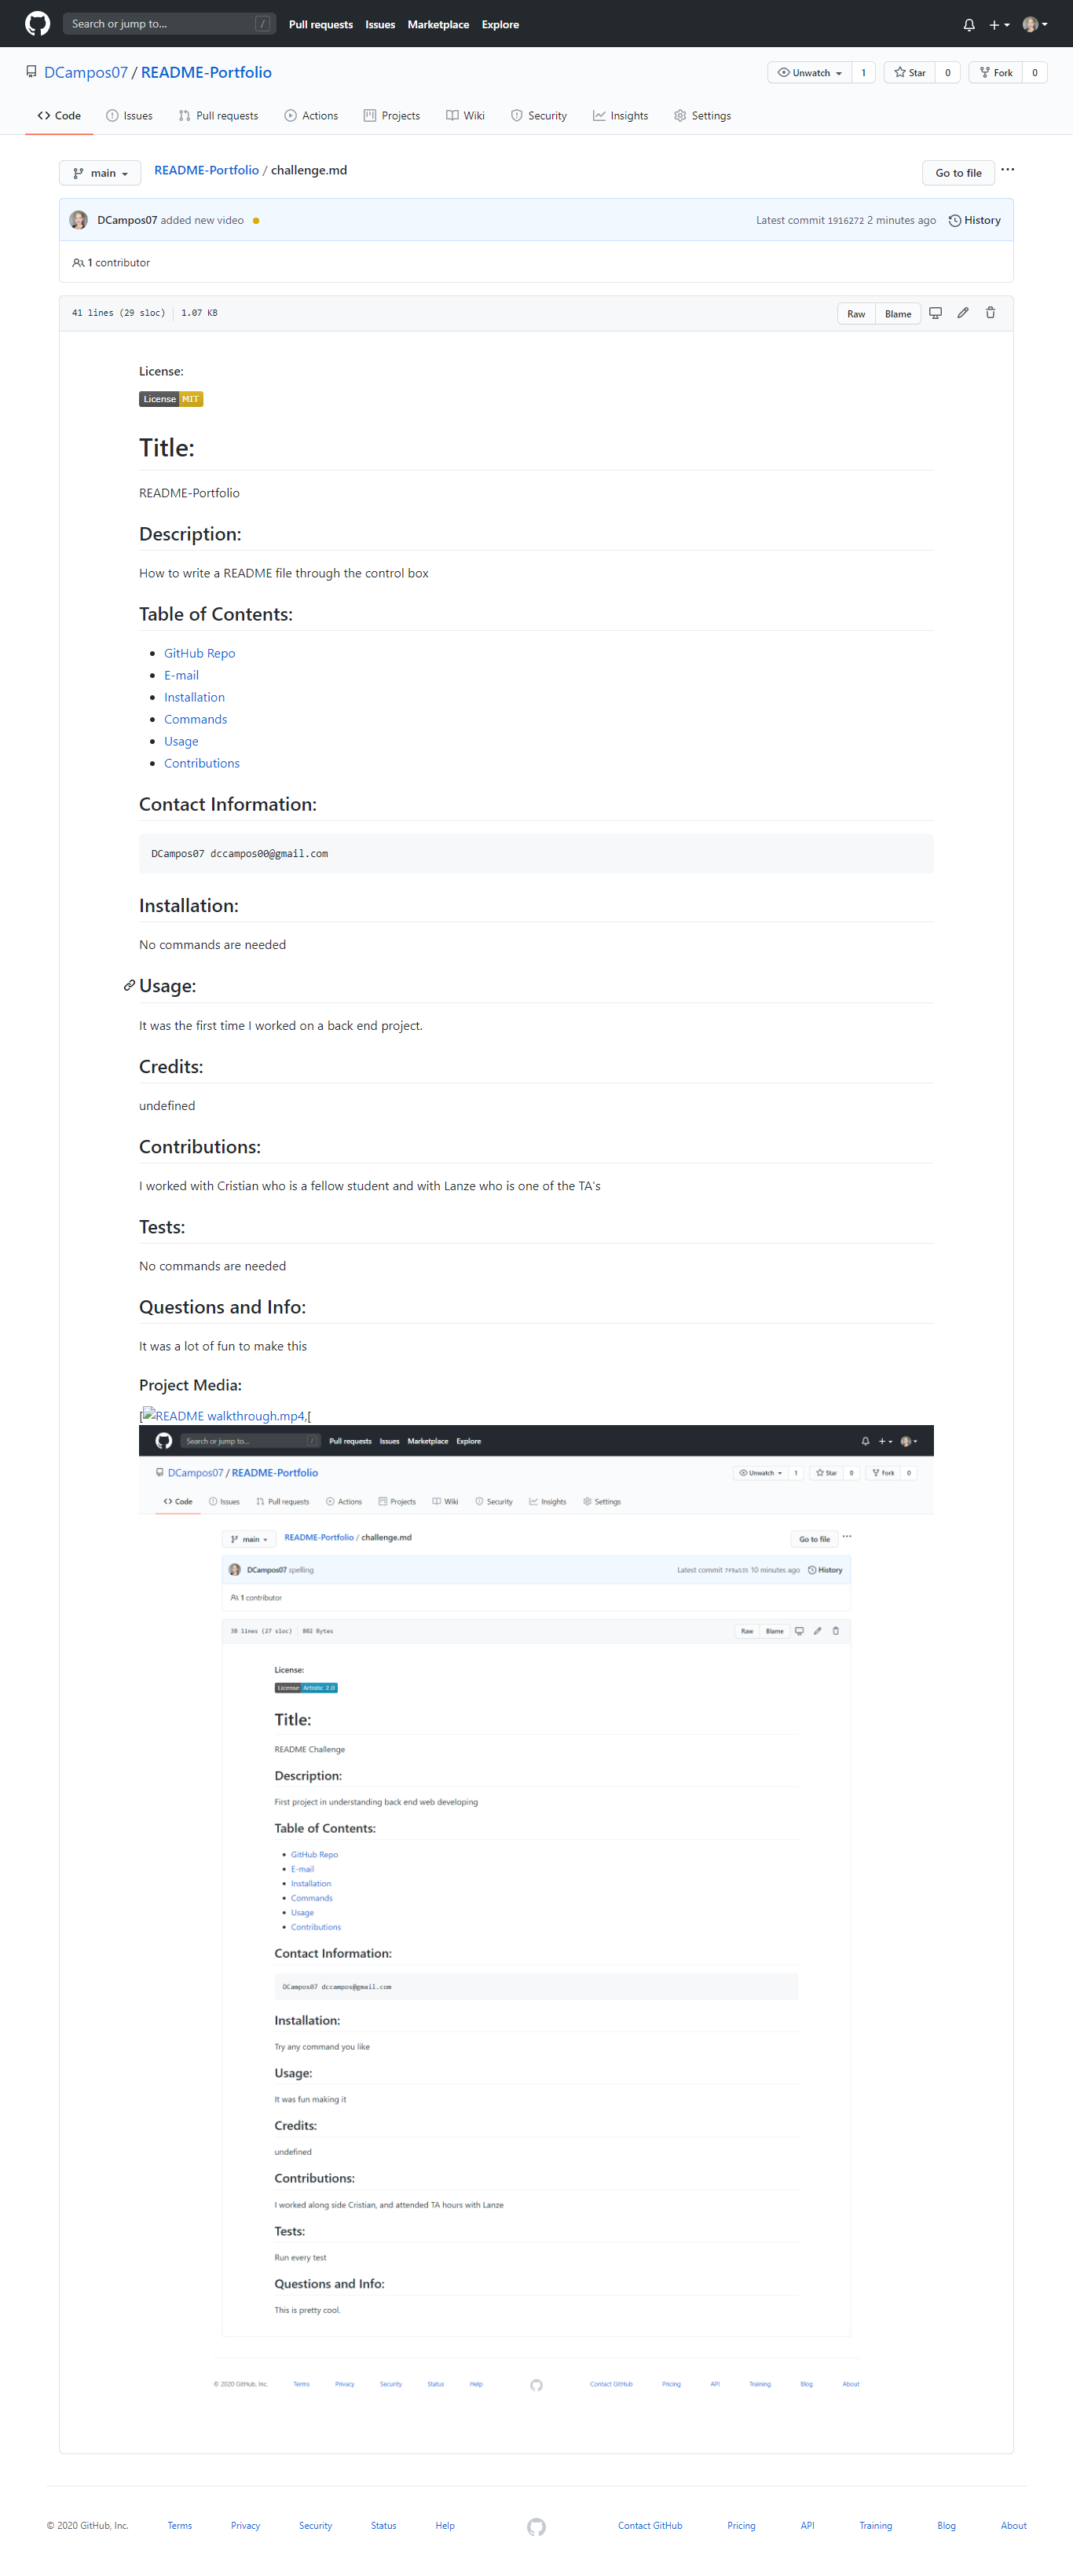 Search or jump to... /
Pull requests Issues Marketplace Explore
DCampos07 / README-Portfolio
Unwatch 1 Star 0 Fork 0
Code Issues Pull requests Actions Projects Wiki Security Insights Settings
main README-Portfolio / challenge.md Go to file
DCampos07 added new video Latest commit 1916272 2 minutes ago History
1 contributor
41 lines (29 sloc) 1.07 KB Raw Blame
License:
License MIT
Title:
README-Portfolio
Description:
How to write a README file through the control box
Table of Contents:
GitHub Repo
E-mail
Installation
Commands
Usage
Contributions
Contact Information:
DCampos07 dccampos00@gmail.com
Installation:
No commands are needed
Usage:
It was the first time I worked on a back end project.
Credits:
undefined
Contributions:
I worked with Cristian who is a fellow student and with Lanze who is one of the TA's
Tests:
No commands are needed
Questions and Info:
It was a lot of fun to make this
Project Media:
[README walkthrough.mp4,[
Search or jump to... /
Pull requests Issues Marketplace Explore
DCampos07 / README-Portfolio
Unwatch 1 Star 0 Fork 0
Code Issues Pull requests Actions Projects Wiki Security Insights Settings
main README-Portfolio / challenge.md Go to file
DCampos07 spelling Latest commit 10 minutes ago History
1 contributor
38 lines (27 sloc) 802 Bytes Raw Blame
License:
License Artistic 2.0
Title:
README Challenge
Description:
First project in understanding back end web developing
Table of Contents:
GitHub Repo
E-mail
Installation
Commands
Usage
Contributions
Contact Information:
DCampos07 dccampos@gmail.com
Installation:
Try any command you like
Usage:
It was fun making it
Credits:
undefined
Contributions:
I worked along side Cristian, and attended TA hours with Lanze
Tests:
Run every test
Questions and Info:
This is pretty cool.
© 2020 GitHub, Inc. Terms Privacy Security Status Help Contact GitHub Pricing API Training Blog About
© 2020 GitHub, Inc. Terms Privacy Security Status Help Contact GitHub Pricing API Training Blog About